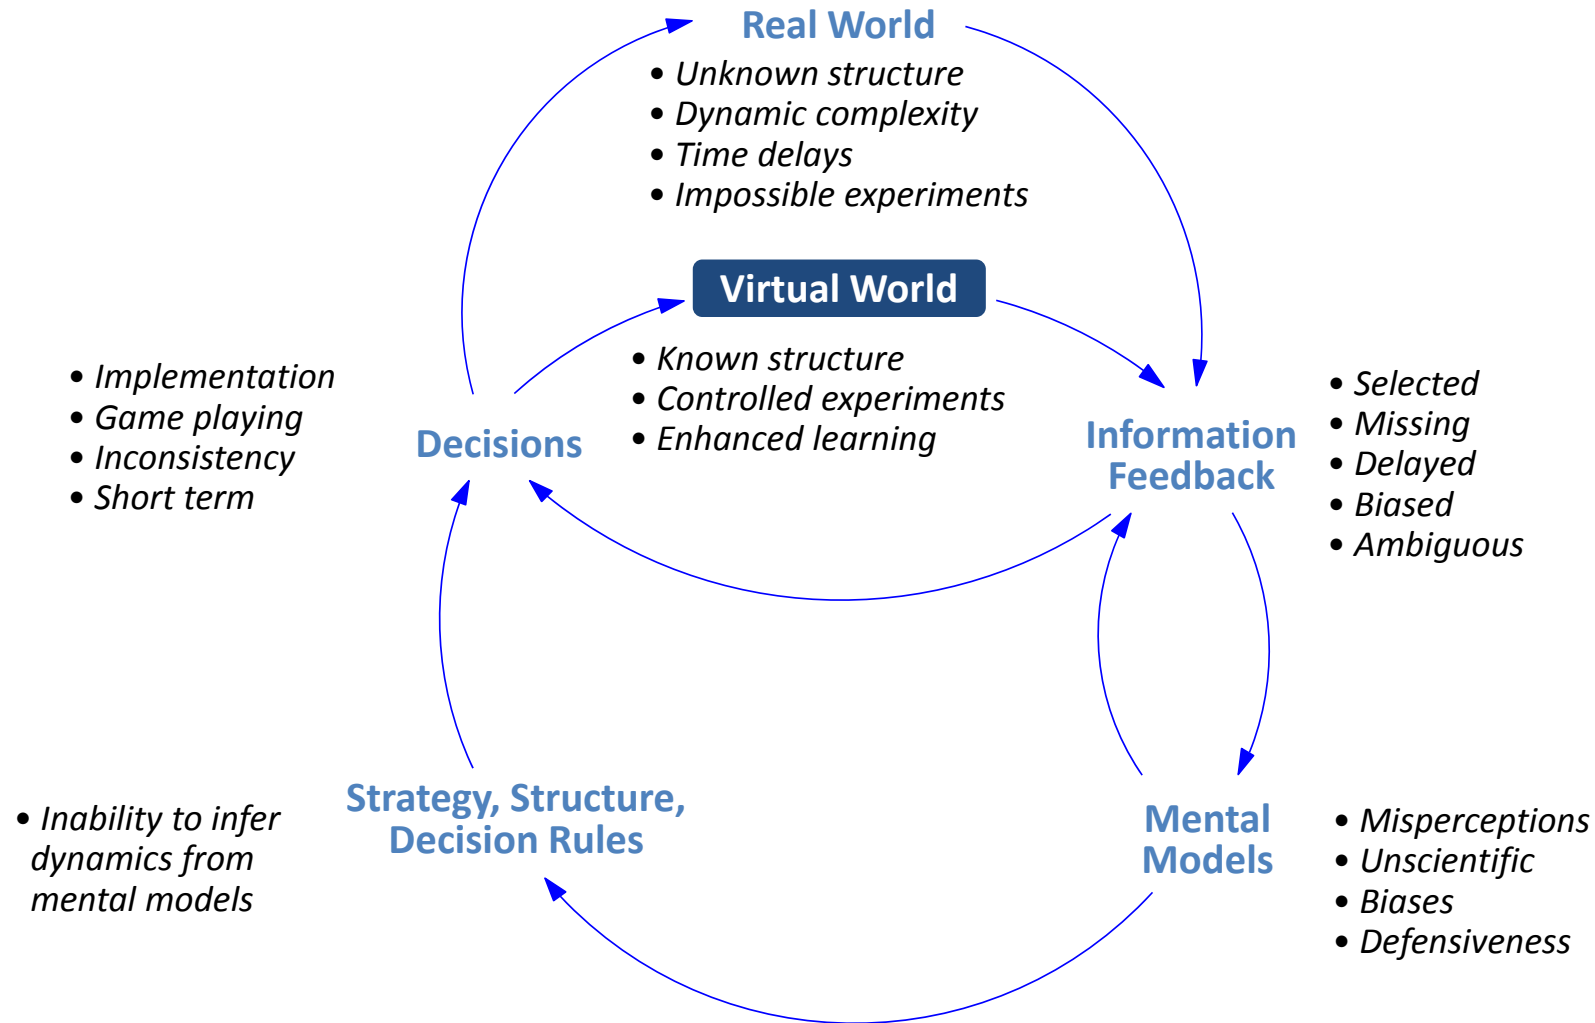 Real World
• Unknown structure
• Dynamic complexity
• Time delays
• Impossible experiments
Virtual World
• Known structure
• Controlled experiments
• Enhanced learning
• Implementation
• Game playing
• Inconsistency
• Short term
Decisions
Information
Feedback
• Selected
• Missing
• Delayed
• Biased
• Ambiguous
• Inability to infer
dynamics from
mental models
Strategy, Structure,
Decision Rules
Mental
Models
• Misperceptions
• Unscientific
• Biases
• Defensiveness